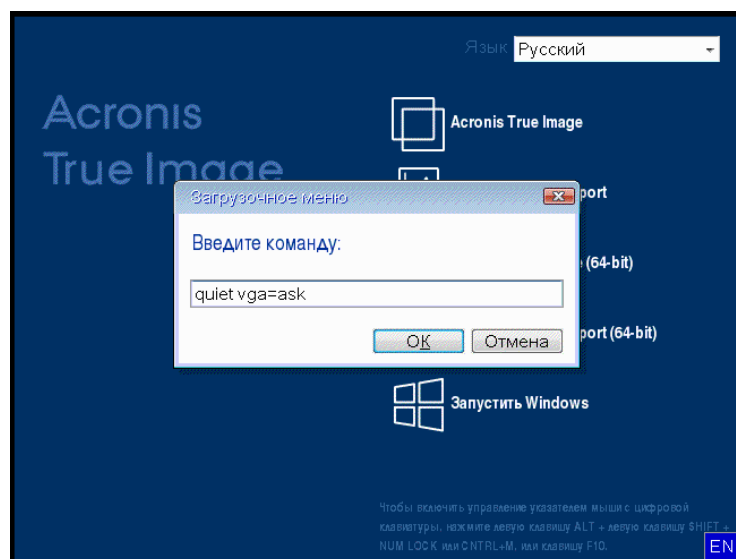 Язык Русский
Acronis
True Image
Acronis True Image
port
Загрузочное меню
Введите команду:
(64-bit)
quiet vga=ask
OK Отмена
port (64-bit)
Запустить Windows
Чтобы включить управление указателем мыши с цифровой
клавиатуры, нажмите левую клавишу ALT + левую клавишу SHIFT +
NUM LOCK или CNTRL+M, или клавишу F10.
EN